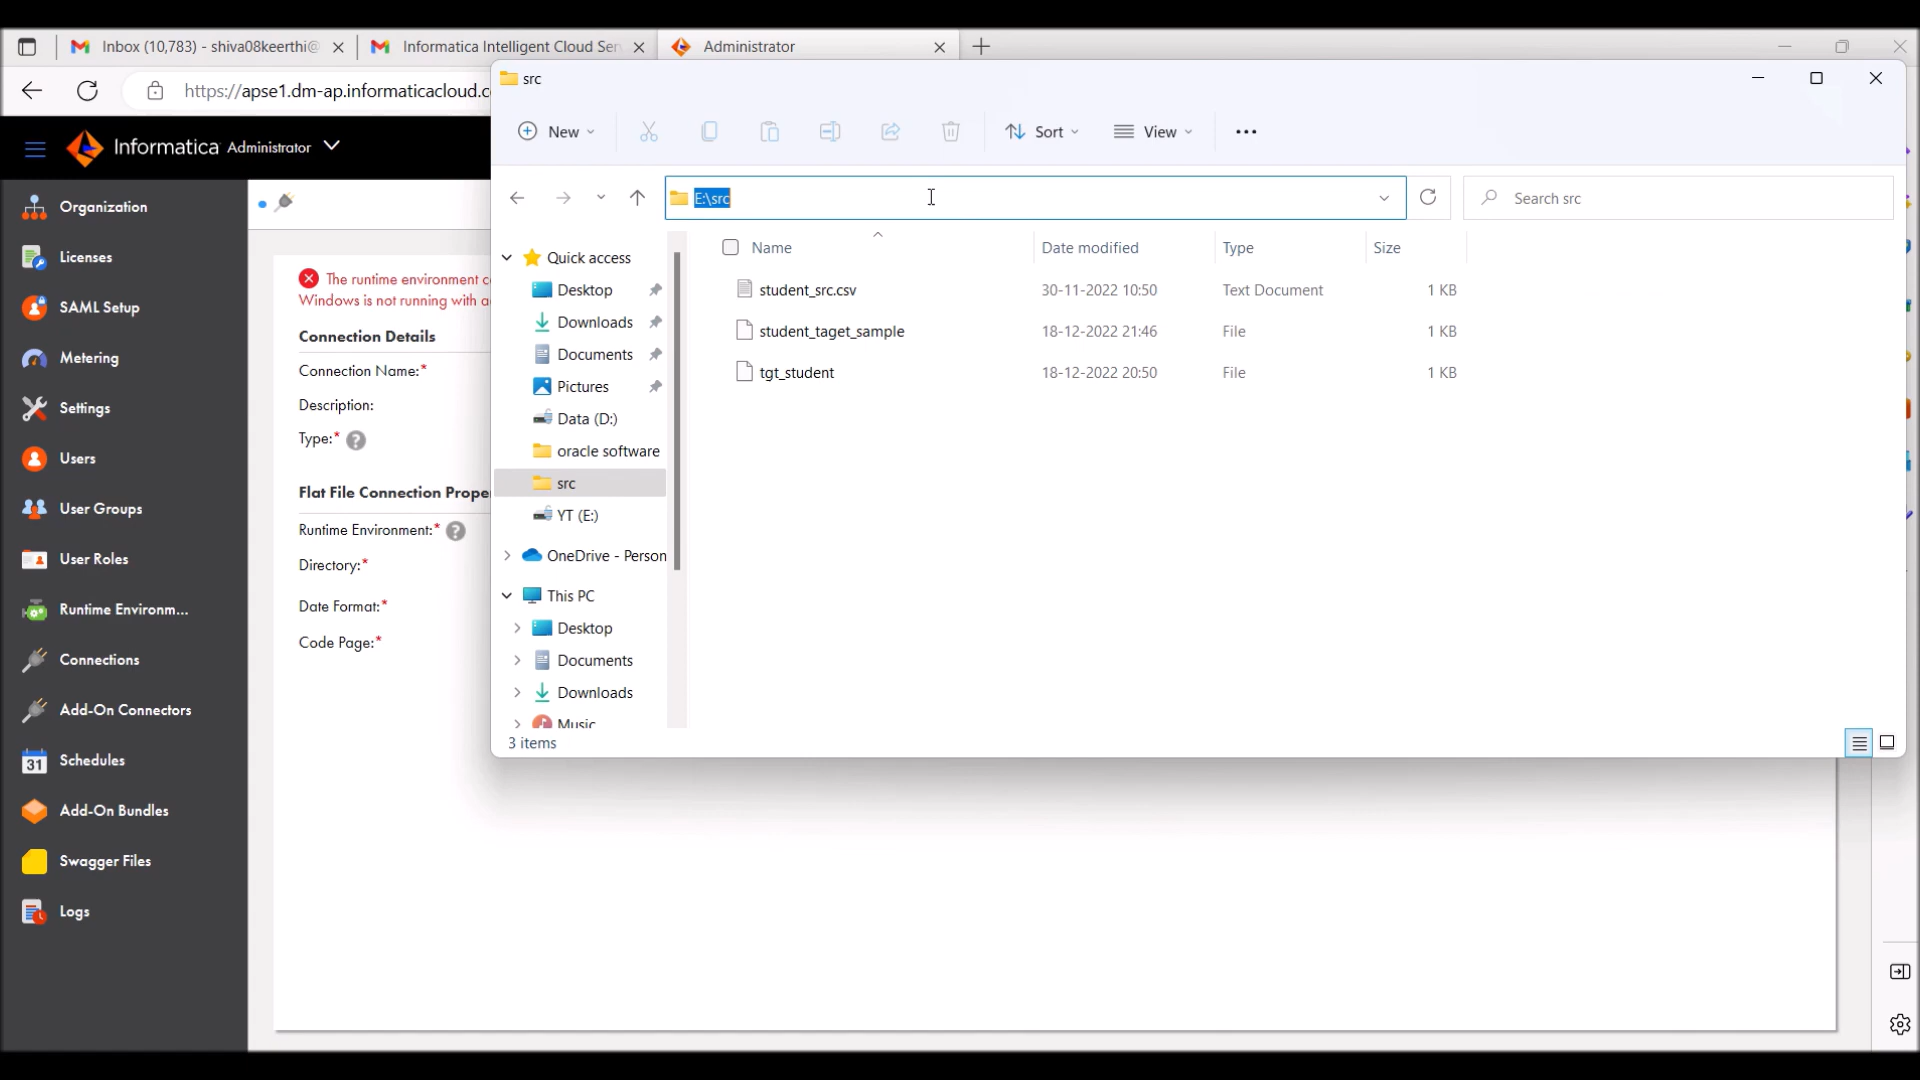 Inbox (10,783) - shiva08keerthi@
Informatica Intelligent Cloud Ser
Administrator
https://apse1.dm-ap.informaticacloud.c
Informatica Administrator
Organization
Licenses
SAML Setup
Metering
Settings
Users
User Groups
User Roles
Runtime Environm...
Connections
Add-On Connectors
31 Schedules
Add-On Bundles
Swagger Files
Logs
The runtime environment c
Windows is not running with a
Connection Details
Connection Name:*
Description:
Type:* ?
Flat File Connection Prope
Runtime Environment:* ?
Directory:*
Date Format:*
Code Page:*
src
New
Sort
View
E:\src
Search src
Quick access
Desktop
Downloads
Documents
Pictures
Data (D:)
oracle software
src
YT (E:)
OneDrive - Person
This PC
Desktop
Documents
Downloads
Music
Name Date modified Type Size
student_src.csv 30-11-2022 10:50 Text Document 1 KB
student_taget_sample 18-12-2022 21:46 File 1 KB
tgt_student 18-12-2022 20:50 File 1 KB
3 items